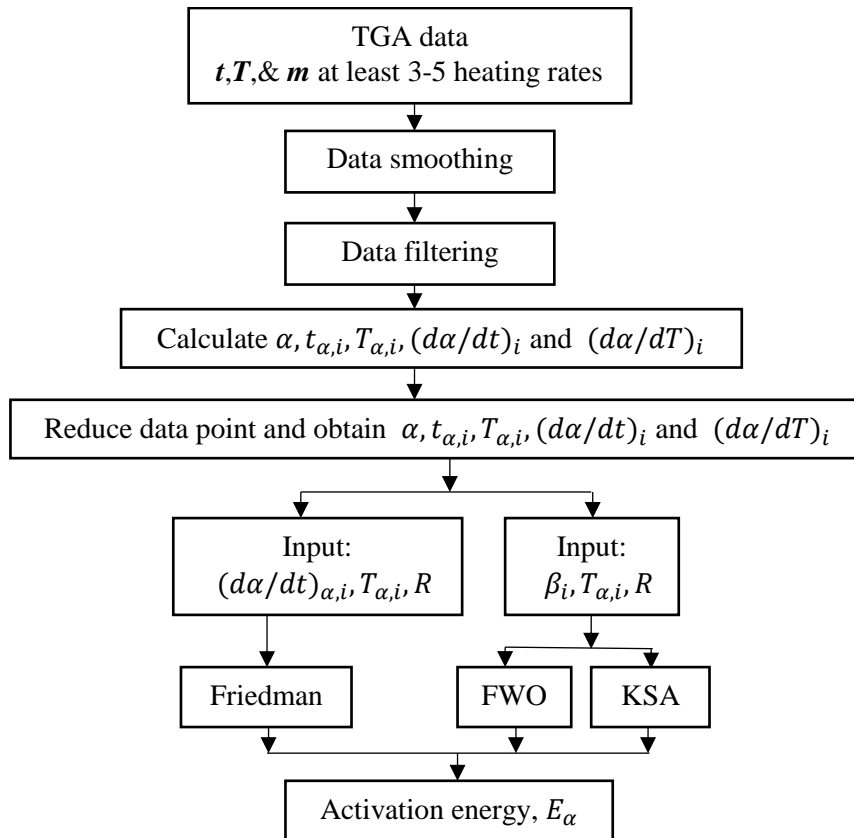 TGA data
t,T,& m at least 3-5 heating rates
Data smoothing
Data filtering
Calculate α, t_{α,i}, T_{α,i}, (dα/dt)_i and (dα/dT)_i
Reduce data point and obtain α, t_{α,i}, T_{α,i}, (dα/dt)_i and (dα/dT)_i
Input:
(dα/dt)_{α,i}, T_{α,i}, R
Input:
β_i, T_{α,i}, R
Friedman
FWO
KSA
Activation energy, E_α